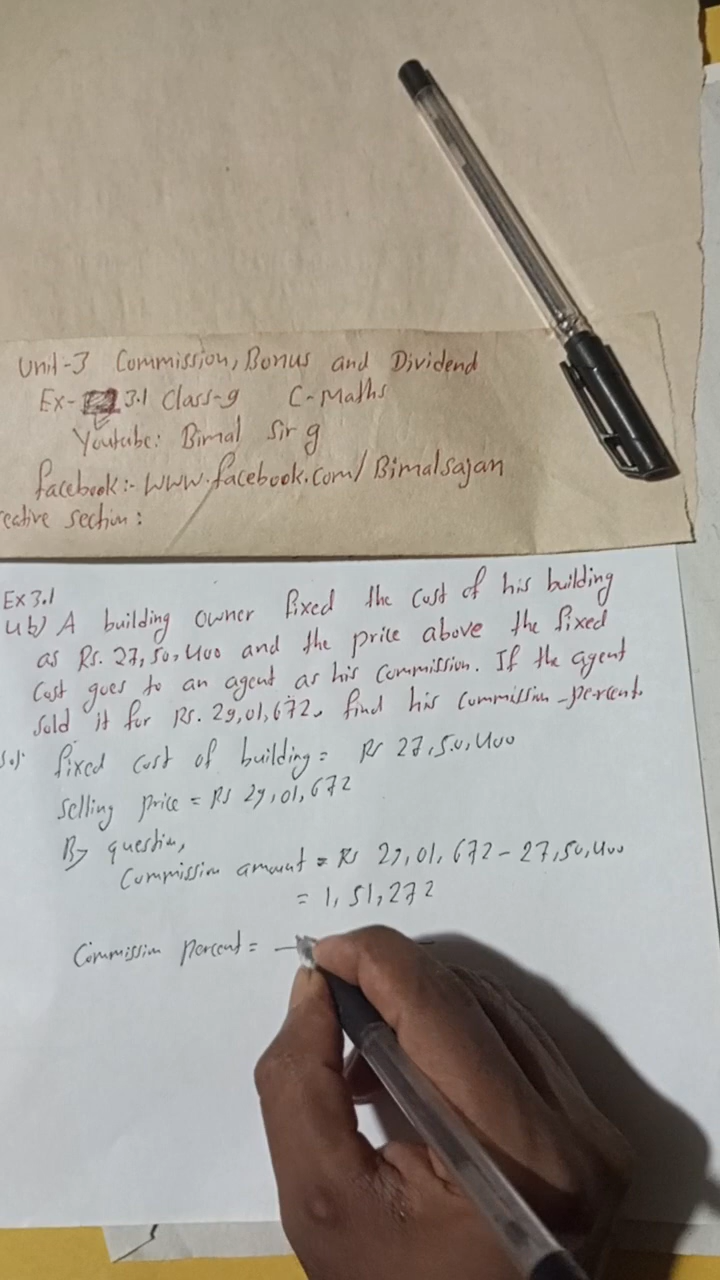 Unit-3 Commission, Bonus and Dividend
Ex- 3.1 Class-9 C-Maths
Youtube: Bimal Sir g
facebook:- www.facebook.com/Bimalsajan
reative section:
Ex 3.1
4b) A building owner fixed the cost of his building
as Rs. 27,50,400 and the price above the fixed
cost goes to an agent as his commission. If the agent
sold it for Rs. 29,01,672, find his commission percent.
Sol: fixed cost of building = Rs 27,50,400
Selling price = Rs 29,01,672
By question,
Commission amount = Rs 29,01,672 - 27,50,400
= 1,51,272
Commission percent =